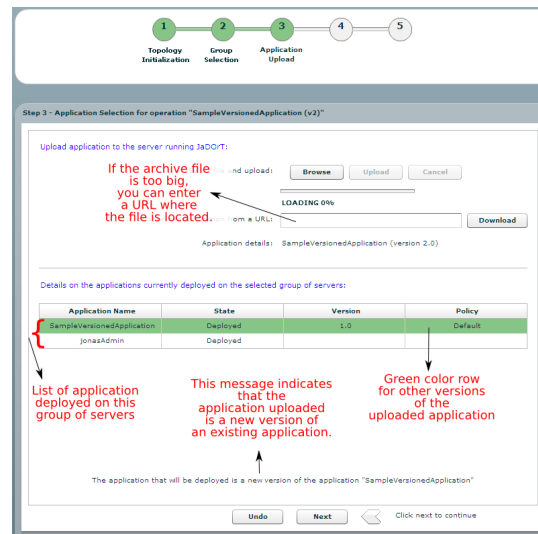 1 2 3 4 5
Topology Initialization
Group Selection
Application Upload
Step 3 - Application Selection for operation "SampleVersionedApplication (v2)"
Upload application to the server running JaDOrT:
If the archive file
is too big,
you can enter
a URL where
the file is located.
and upload:
Browse Upload Cancel
LOADING 0%
from a URL:
Download
Application details: SampleVersionedApplication (version 2.0)
Details on the applications currently deployed on the selected group of servers:
Application Name State Version Policy
SampleVersionedApplication Deployed 1.0 Default
jonasAdmin Deployed
List of application
deployed on this
group of servers
This message indicates
that the
application uploaded
is a new version of
an existing application.
Green color row
for other versions
of the
uploaded application
The application that will be deployed is a new version of the application "SampleVersionedApplication"
Undo Next Click next to continue